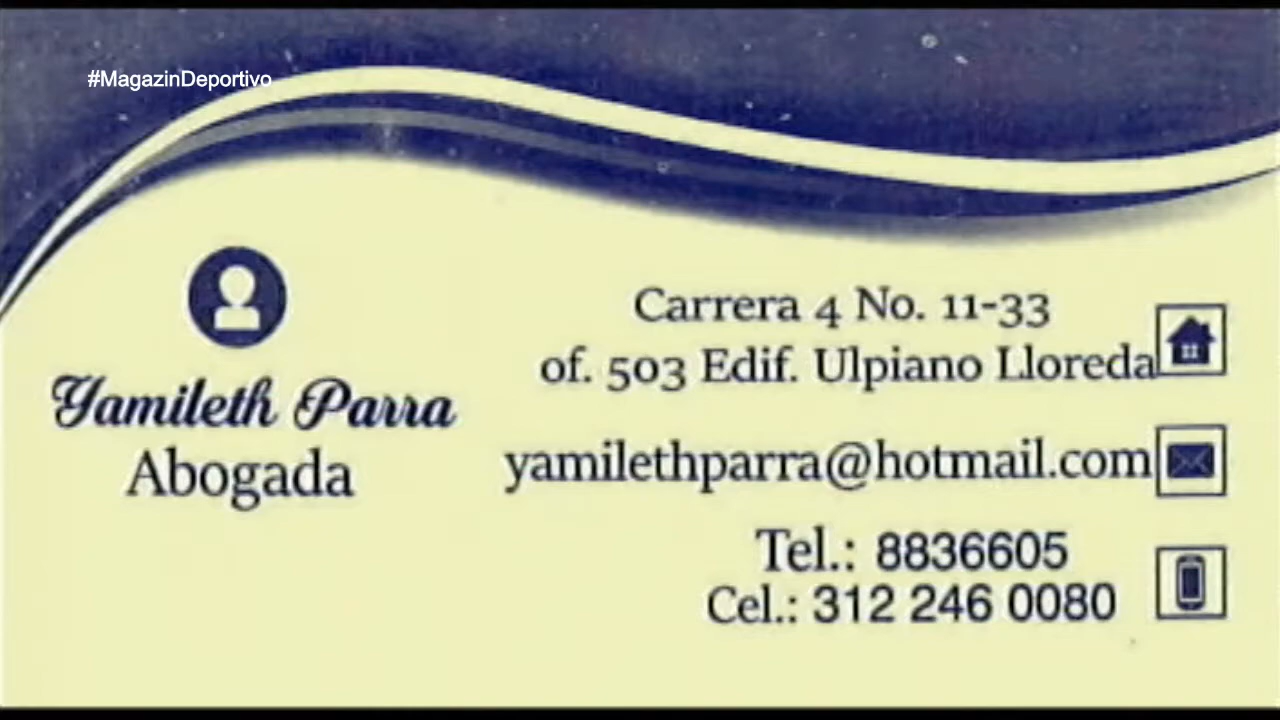 #MagazinDeportivo
Yamileth Parra
Abogada
Carrera 4 No. 11-33
of. 503 Edif. Ulpiano Lloreda
yamilethparra@hotmail.com
Tel.: 8836605
Cel.: 312 246 0080